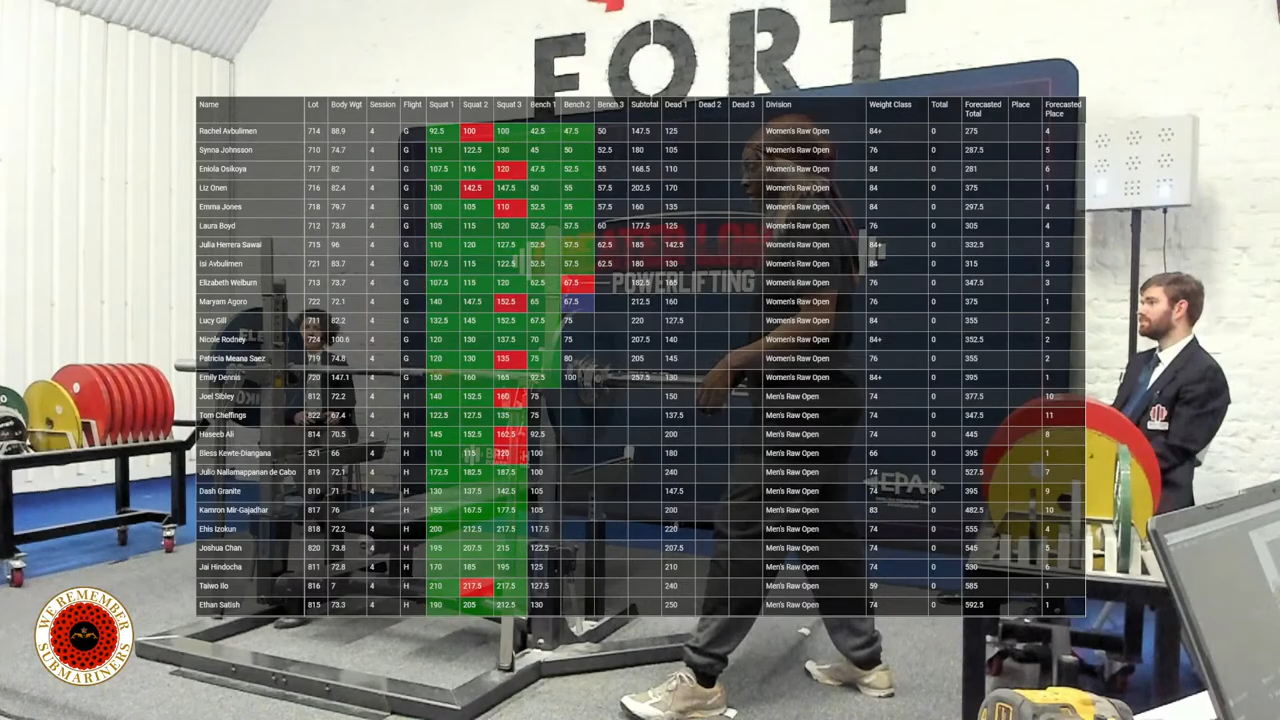 FORT
Name Lot Body Wgt Session Flight Squat 1 Squat 2 Squat 3 Bench 1 Bench 2 Bench 3 Subtotal Dead 1 Dead 2 Dead 3 Division Weight Class Total Forecasted Total Place Forecasted Place
Rachel Avbulimen 714 88.9 4 G 92.5 100 100 42.5 47.5 50 147.5 125 Women's Raw Open 84+ 0 275 4
Synna Johnsson 710 74.7 4 G 115 122.5 130 45 50 52.5 180 105 Women's Raw Open 76 0 287.5 5
Eniola Osikoya 717 82 4 G 107.5 116 120 47.5 52.5 55 168.5 110 Women's Raw Open 84 0 281 6
Liz Onen 716 82.4 4 G 130 142.5 147.5 50 55 57.5 202.5 170 Women's Raw Open 84 0 375 1
Emma Jones 718 79.7 4 G 100 105 110 52.5 55 57.5 160 135 Women's Raw Open 84 0 297.5 4
Laura Boyd 712 73.8 4 G 105 115 120 52.5 57.5 60 177.5 125 Women's Raw Open 76 0 305 4
Julia Herrera Sawai 715 96 4 G 110 120 127.5 52.5 57.5 62.5 185 142.5 Women's Raw Open 84+ 0 332.5 3
Isi Avbulimen 721 83.7 4 G 107.5 115 122.5 52.5 57.5 62.5 180 130 Women's Raw Open 84 0 315 3
Elizabeth Welburn 713 73.7 4 G 107.5 115 120 62.5 67.5 182.5 165 Women's Raw Open 76 0 347.5 3
Maryam Agoro 722 72.1 4 G 140 147.5 152.5 65 67.5 212.5 160 Women's Raw Open 76 0 375 1
Lucy Gill 711 82.2 4 G 132.5 145 152.5 67.5 75 220 127.5 Women's Raw Open 84 0 355 2
Nicole Rodney 724 100.6 4 G 120 130 137.5 70 75 207.5 140 Women's Raw Open 84+ 0 352.5 2
Patricia Meana Saez 719 74.8 4 G 120 130 135 75 80 205 145 Women's Raw Open 76 0 355 2
Emily Dennis 720 147.1 4 G 150 160 165 92.5 100 257.5 130 Women's Raw Open 84+ 0 395 1
Joel Sibley 812 72.2 4 H 140 152.5 160 75 150 Men's Raw Open 74 0 377.5 10
Tom Cheffings 822 67.4 4 H 122.5 127.5 135 75 137.5 Men's Raw Open 74 0 347.5 11
Haseeb Ali 814 70.5 4 H 145 152.5 162.5 92.5 200 Men's Raw Open 74 0 445 8
Bless Kewte-Diangana 521 66 4 H 110 115 120 100 180 Men's Raw Open 66 0 395 1
Julio Nallamappanan de Cabo 819 72.1 4 H 172.5 182.5 187.5 100 240 Men's Raw Open 74 0 527.5 7
Dash Granite 810 71 4 H 130 137.5 142.5 105 147.5 Men's Raw Open 74 0 395 9
Kamron Mir-Gajadhar 817 76 4 H 155 167.5 177.5 105 200 Men's Raw Open 83 0 482.5 10
Ehis Izokun 818 72.2 4 H 200 212.5 217.5 117.5 220 Men's Raw Open 74 0 555 4
Joshua Chan 820 73.8 4 H 195 207.5 215 122.5 207.5 Men's Raw Open 74 0 545 5
Jai Hindocha 811 72.8 4 H 170 185 195 125 210 Men's Raw Open 74 0 530 6
Taiwo Ilo 816 7 4 H 210 217.5 217.5 127.5 240 Men's Raw Open 59 0 585 1
Ethan Satish 815 73.3 4 H 190 205 212.5 130 250 Men's Raw Open 74 0 592.5 1
POWERLIFTING
EPA
WE REMEMBER
SUBMARINERS